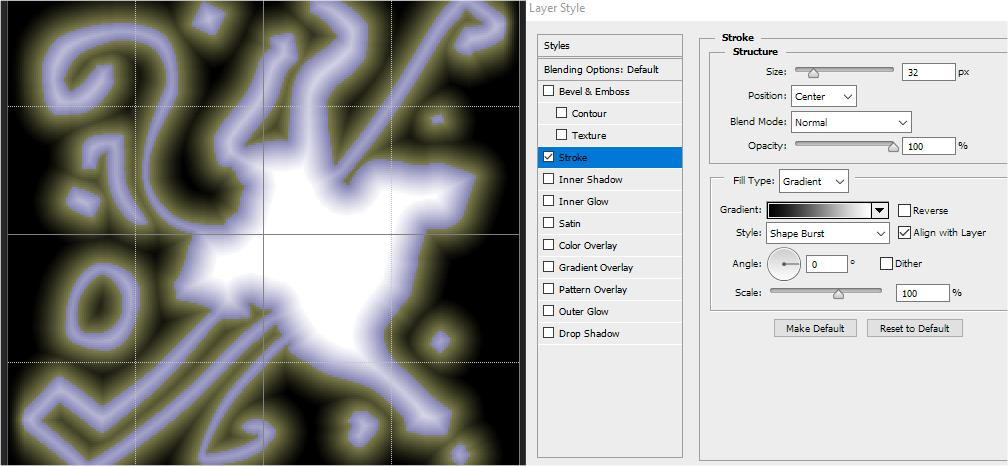 Layer Style
Styles
Blending Options: Default
Bevel & Emboss
Contour
Texture
Stroke
Inner Shadow
Inner Glow
Satin
Color Overlay
Gradient Overlay
Pattern Overlay
Outer Glow
Drop Shadow
Stroke
Structure
Size: 32 px
Position: Center
Blend Mode: Normal
Opacity: 100 %
Fill Type: Gradient
Gradient: Reverse
Style: Shape Burst Align with Layer
Angle: 0 ° Dither
Scale: 100 %
Make Default Reset to Default